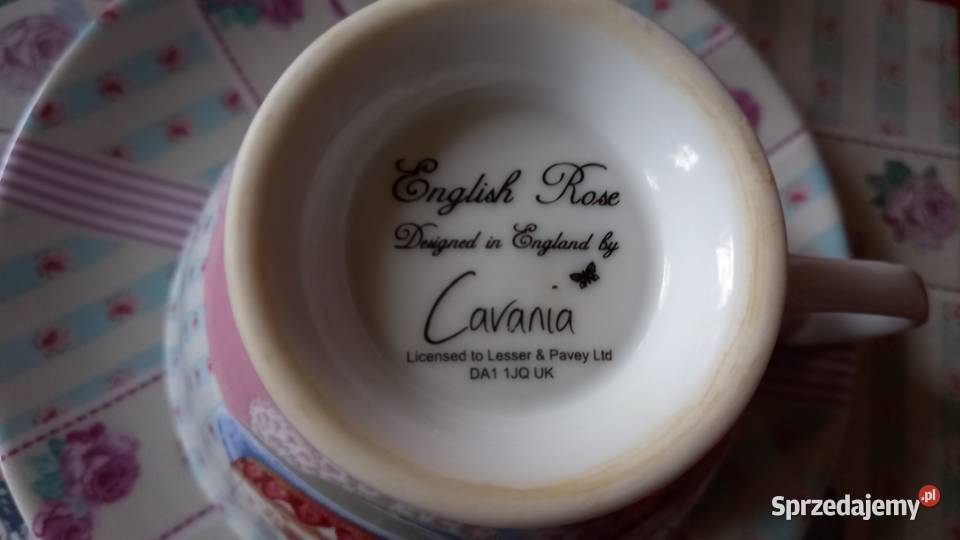 English Rose
Designed in England by
Cavania
Licensed to Lesser & Pavey Ltd
DA1 1JQ UK
Sprzedajemy.pl